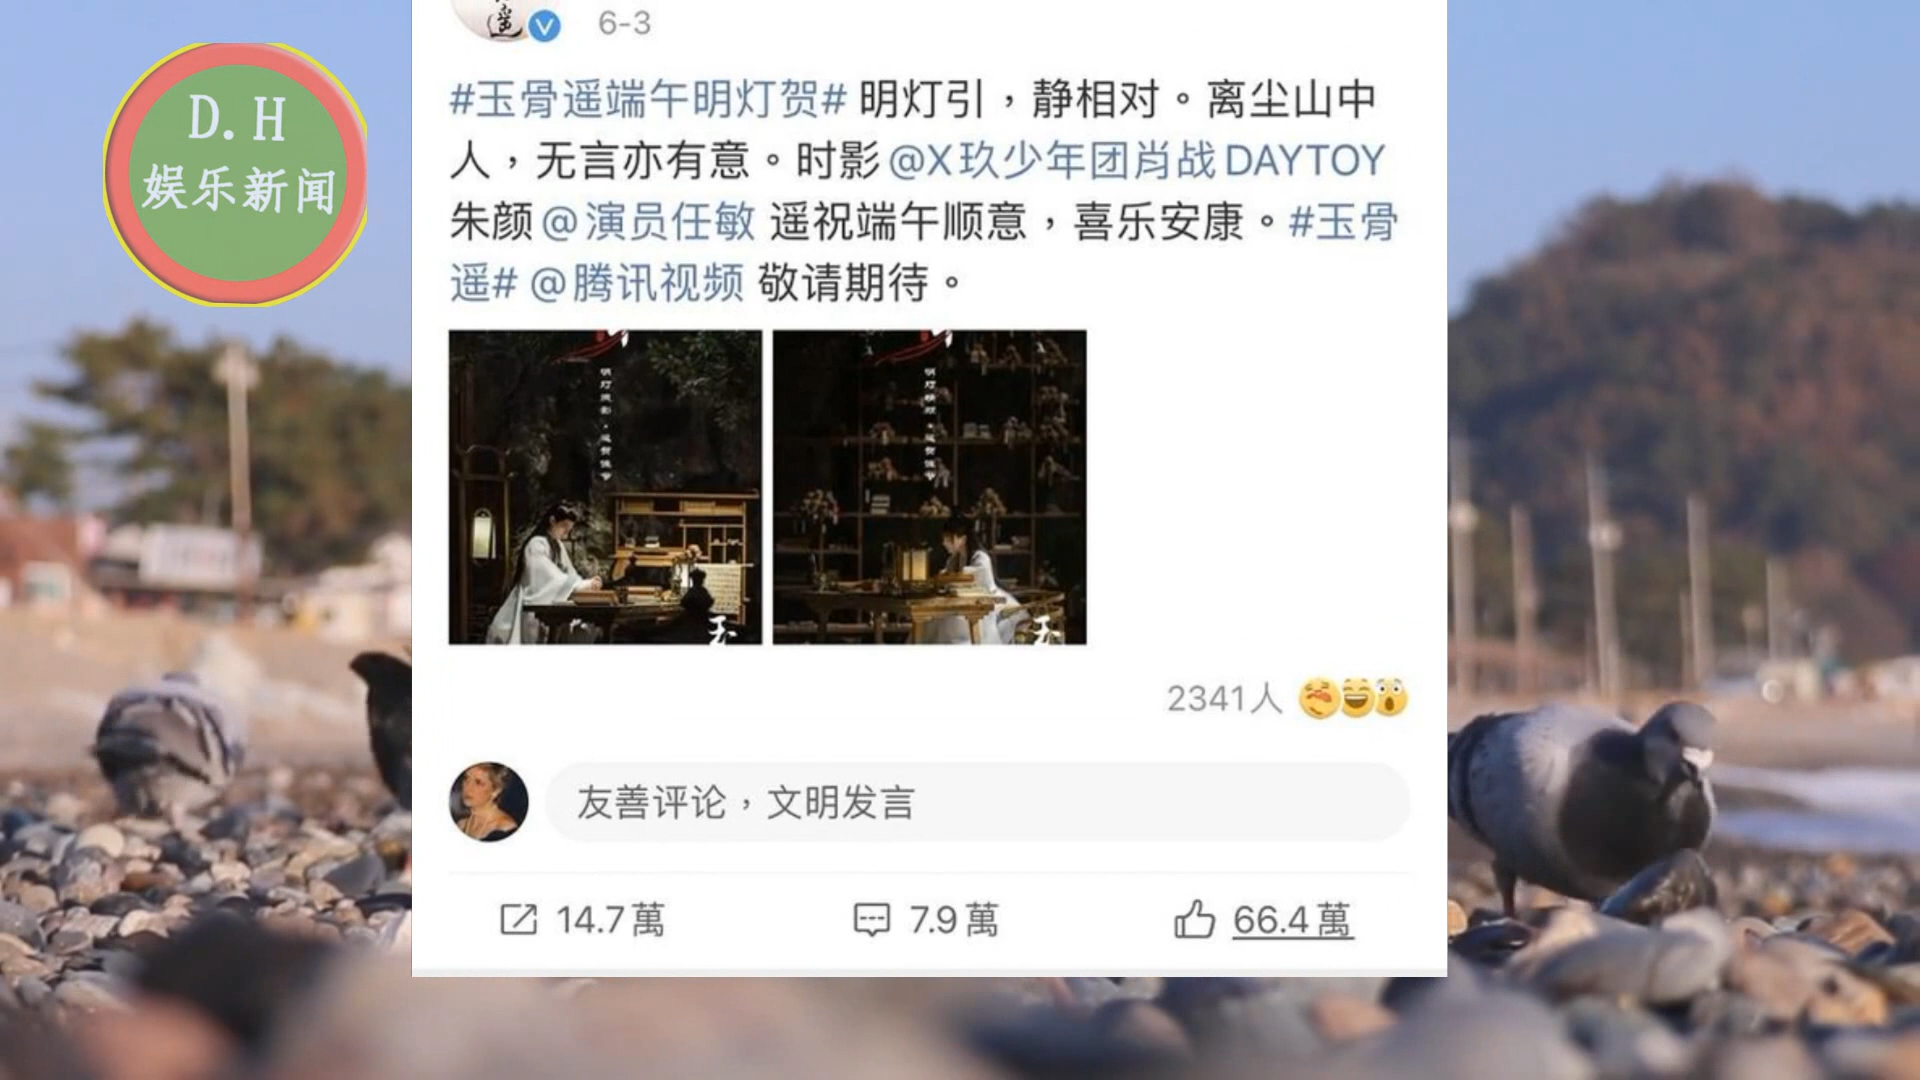 D.H
娱乐新闻
6-3
#玉骨遥端午明灯贺# 明灯引，静相对。离尘山中
人，无言亦有意。时影 @X玖少年团肖战DAYTOY
朱颜 @演员任敏 遥祝端午顺意，喜乐安康。#玉骨
遥# @腾讯视频 敬请期待。
玉
玉
2341人
友善评论，文明发言
14.7萬
7.9萬
66.4萬